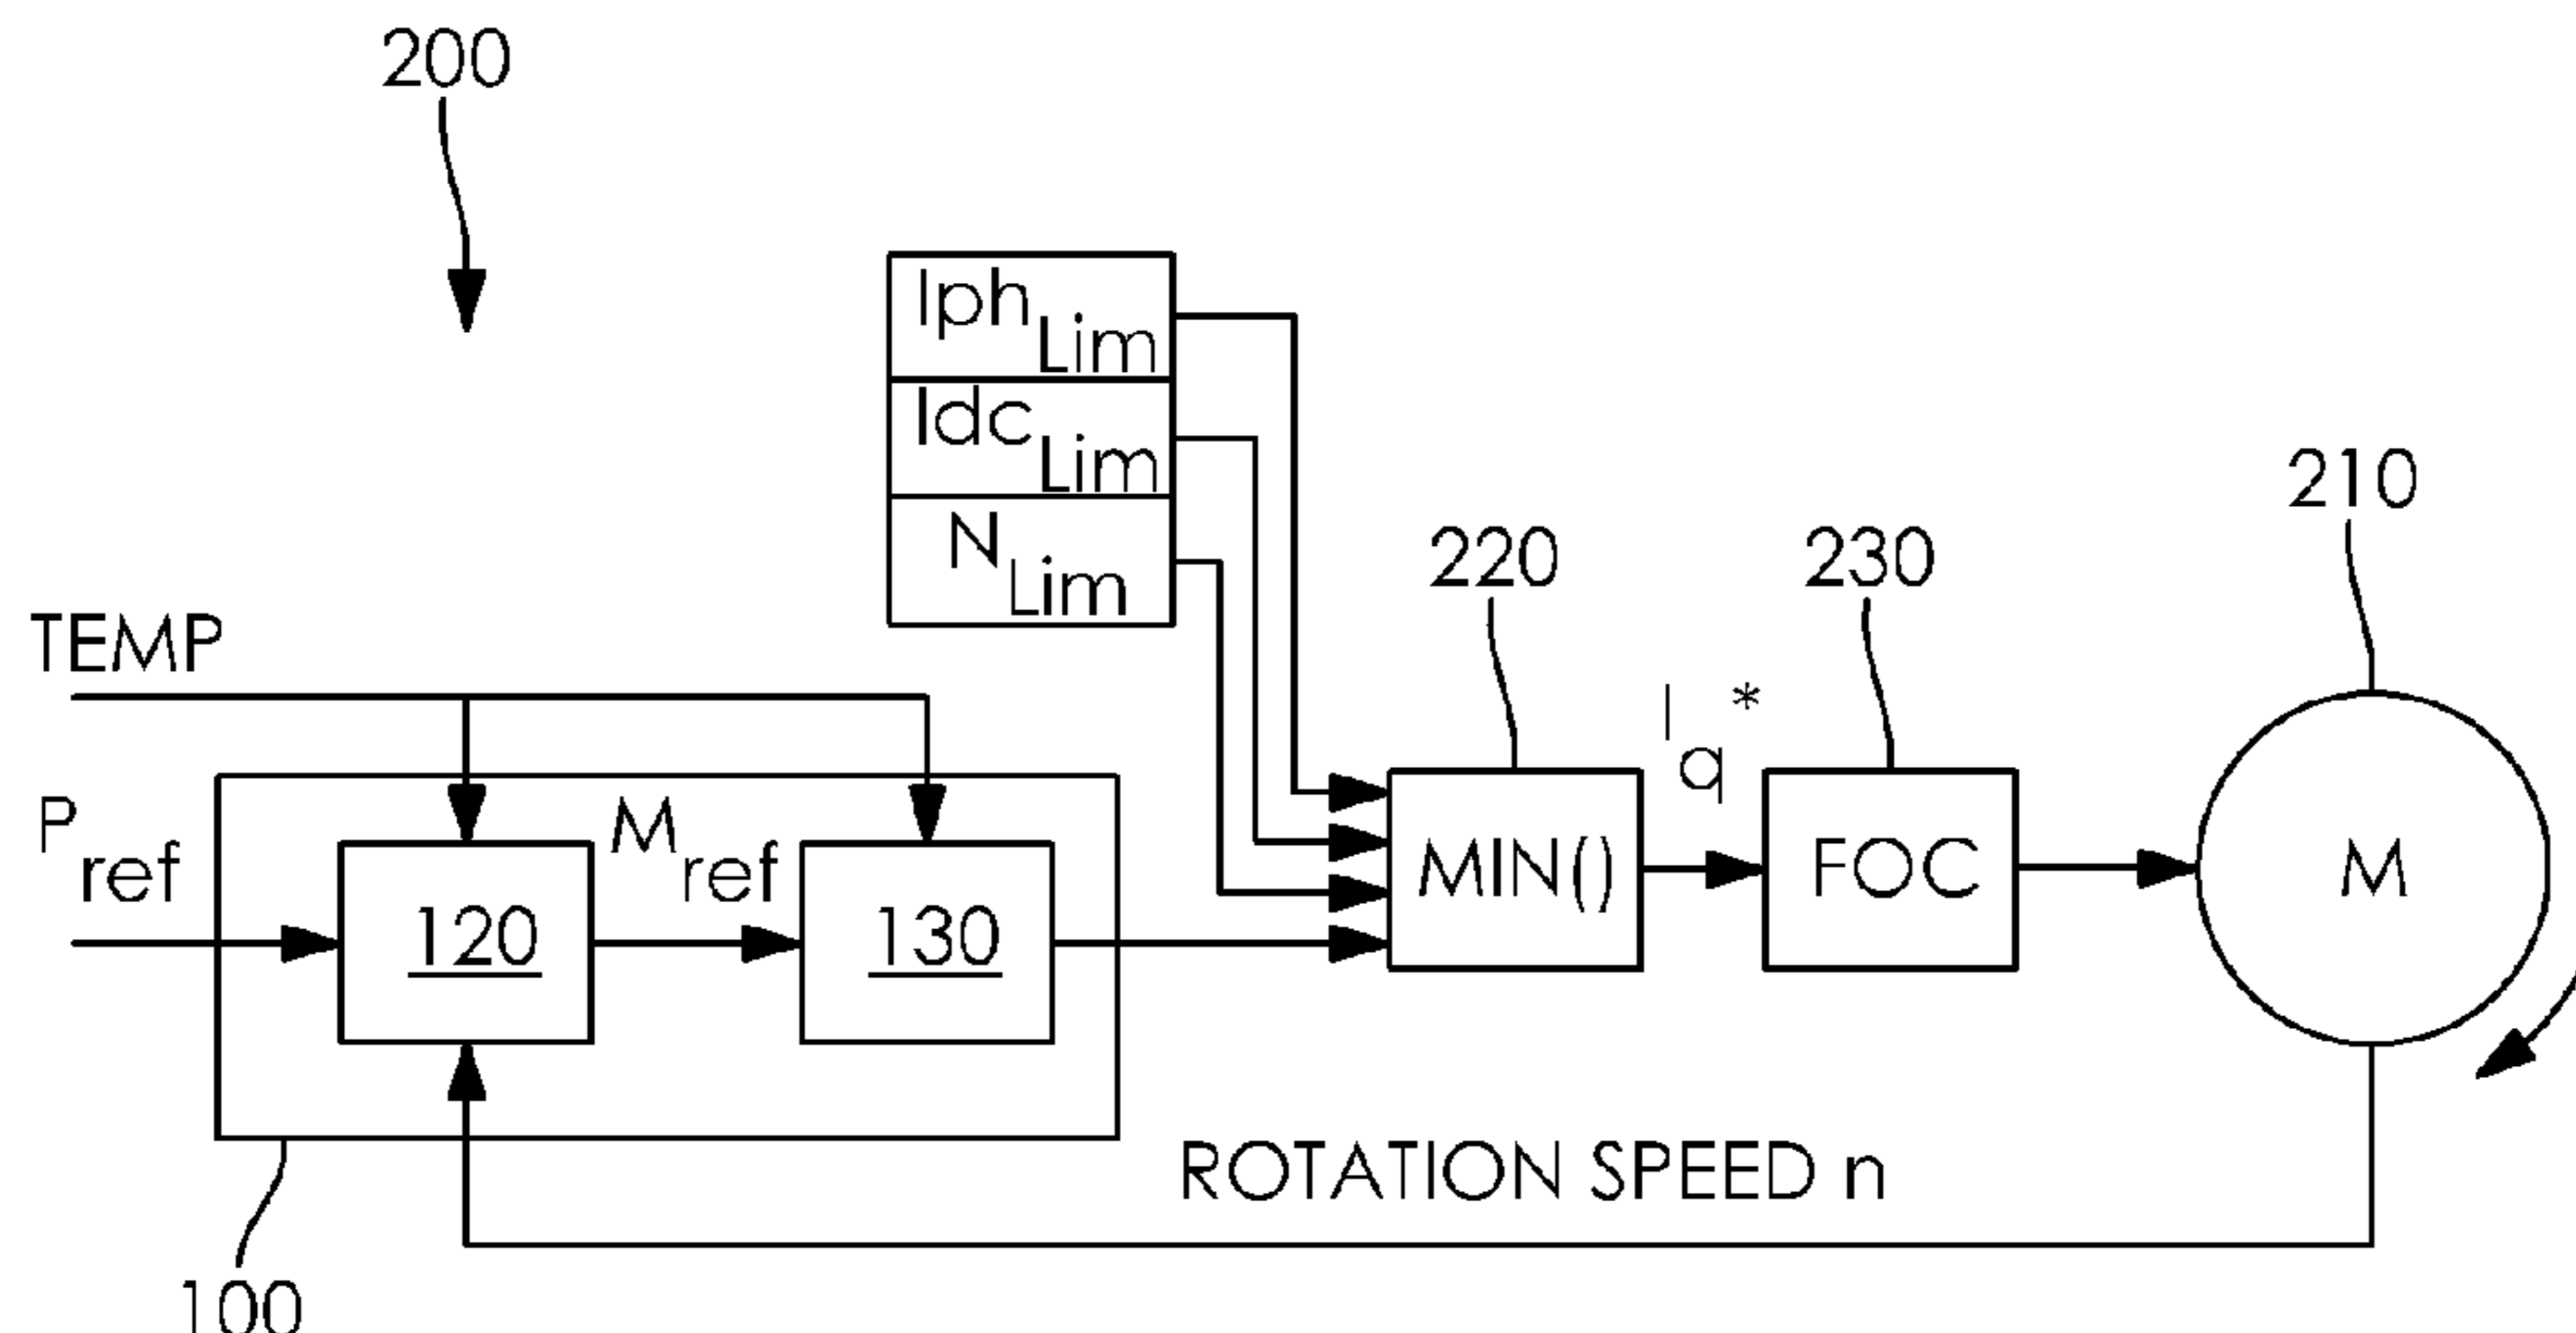 200
Iph Lim
Idc Lim
N Lim
210
220
230
TEMP
P ref
M ref
I q *
120
130
MIN()
FOC
M
ROTATION SPEED n
100